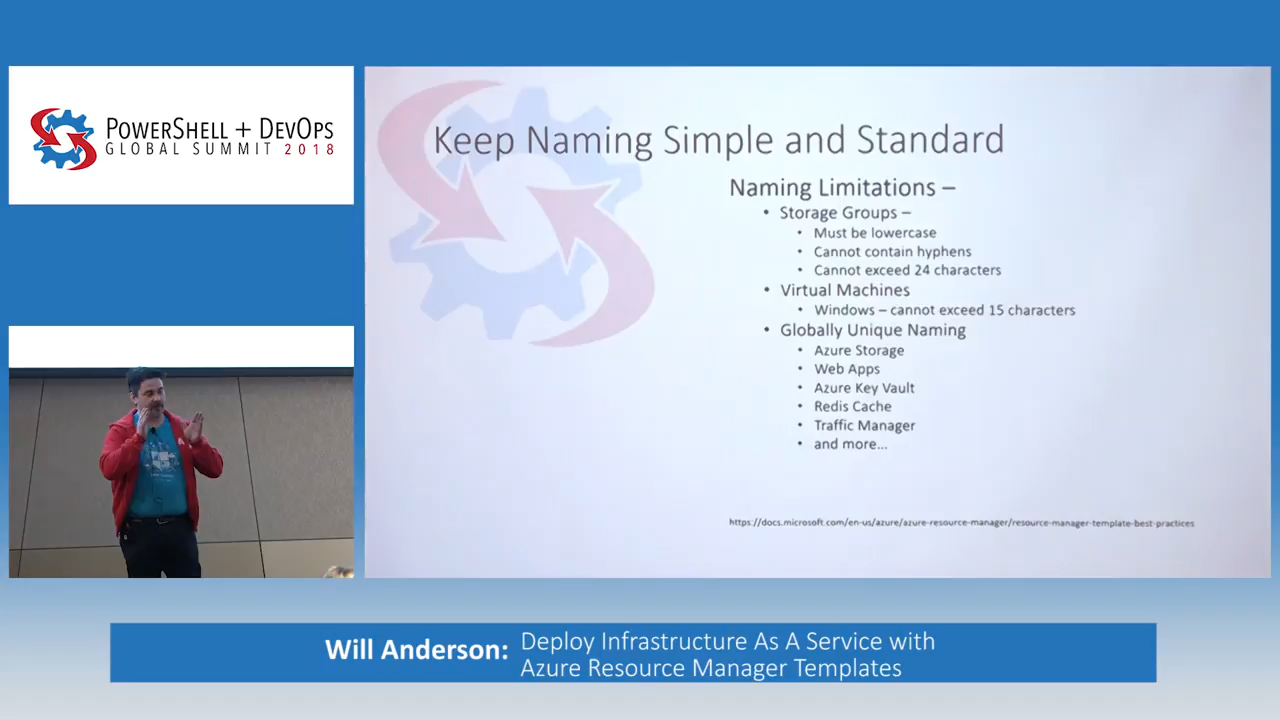 POWERSHELL + DEVOPS
GLOBAL SUMMIT 2018
Keep Naming Simple and Standard
Naming Limitations –
• Storage Groups –
• Must be lowercase
• Cannot contain hyphens
• Cannot exceed 24 characters
• Virtual Machines
• Windows – cannot exceed 15 characters
• Globally Unique Naming
• Azure Storage
• Web Apps
• Azure Key Vault
• Redis Cache
• Traffic Manager
• and more...
https://docs.microsoft.com/en-us/azure/azure-resource-manager/resource-manager-template-best-practices
Will Anderson: Deploy Infrastructure As A Service with
Azure Resource Manager Templates